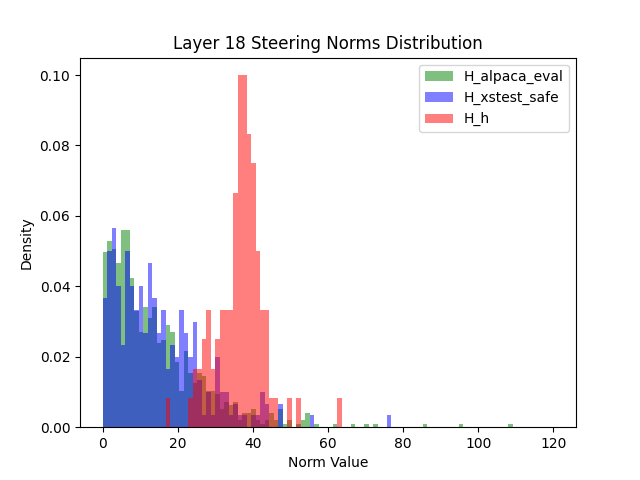 Layer 18 Steering Norms Distribution
H_alpaca_eval
H_xstest_safe
H_h
0.10
0.08
0.06
0.04
0.02
0.00
Density
0 20 40 60 80 100 120
Norm Value